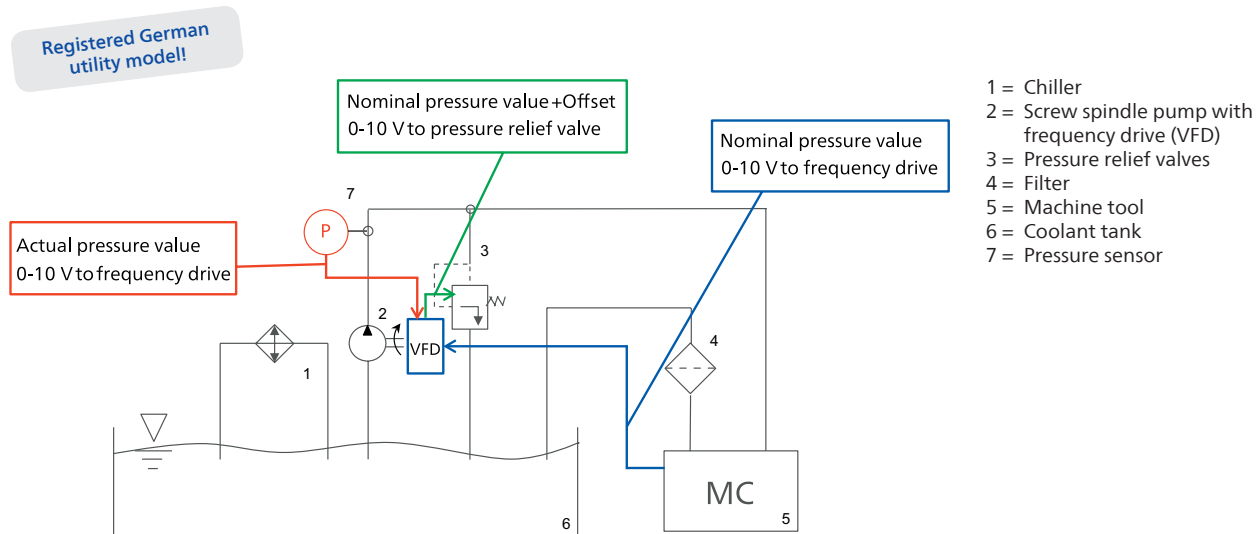 Registered German
utility model!
Nominal pressure value +Offset
0-10 V to pressure relief valve
Nominal pressure value
0-10 V to frequency drive
1 = Chiller
2 = Screw spindle pump with
frequency drive (VFD)
3 = Pressure relief valves
4 = Filter
5 = Machine tool
6 = Coolant tank
7 = Pressure sensor
7
P
Actual pressure value
0-10 V to frequency drive
3
2
VFD
4
1
MC
5
6